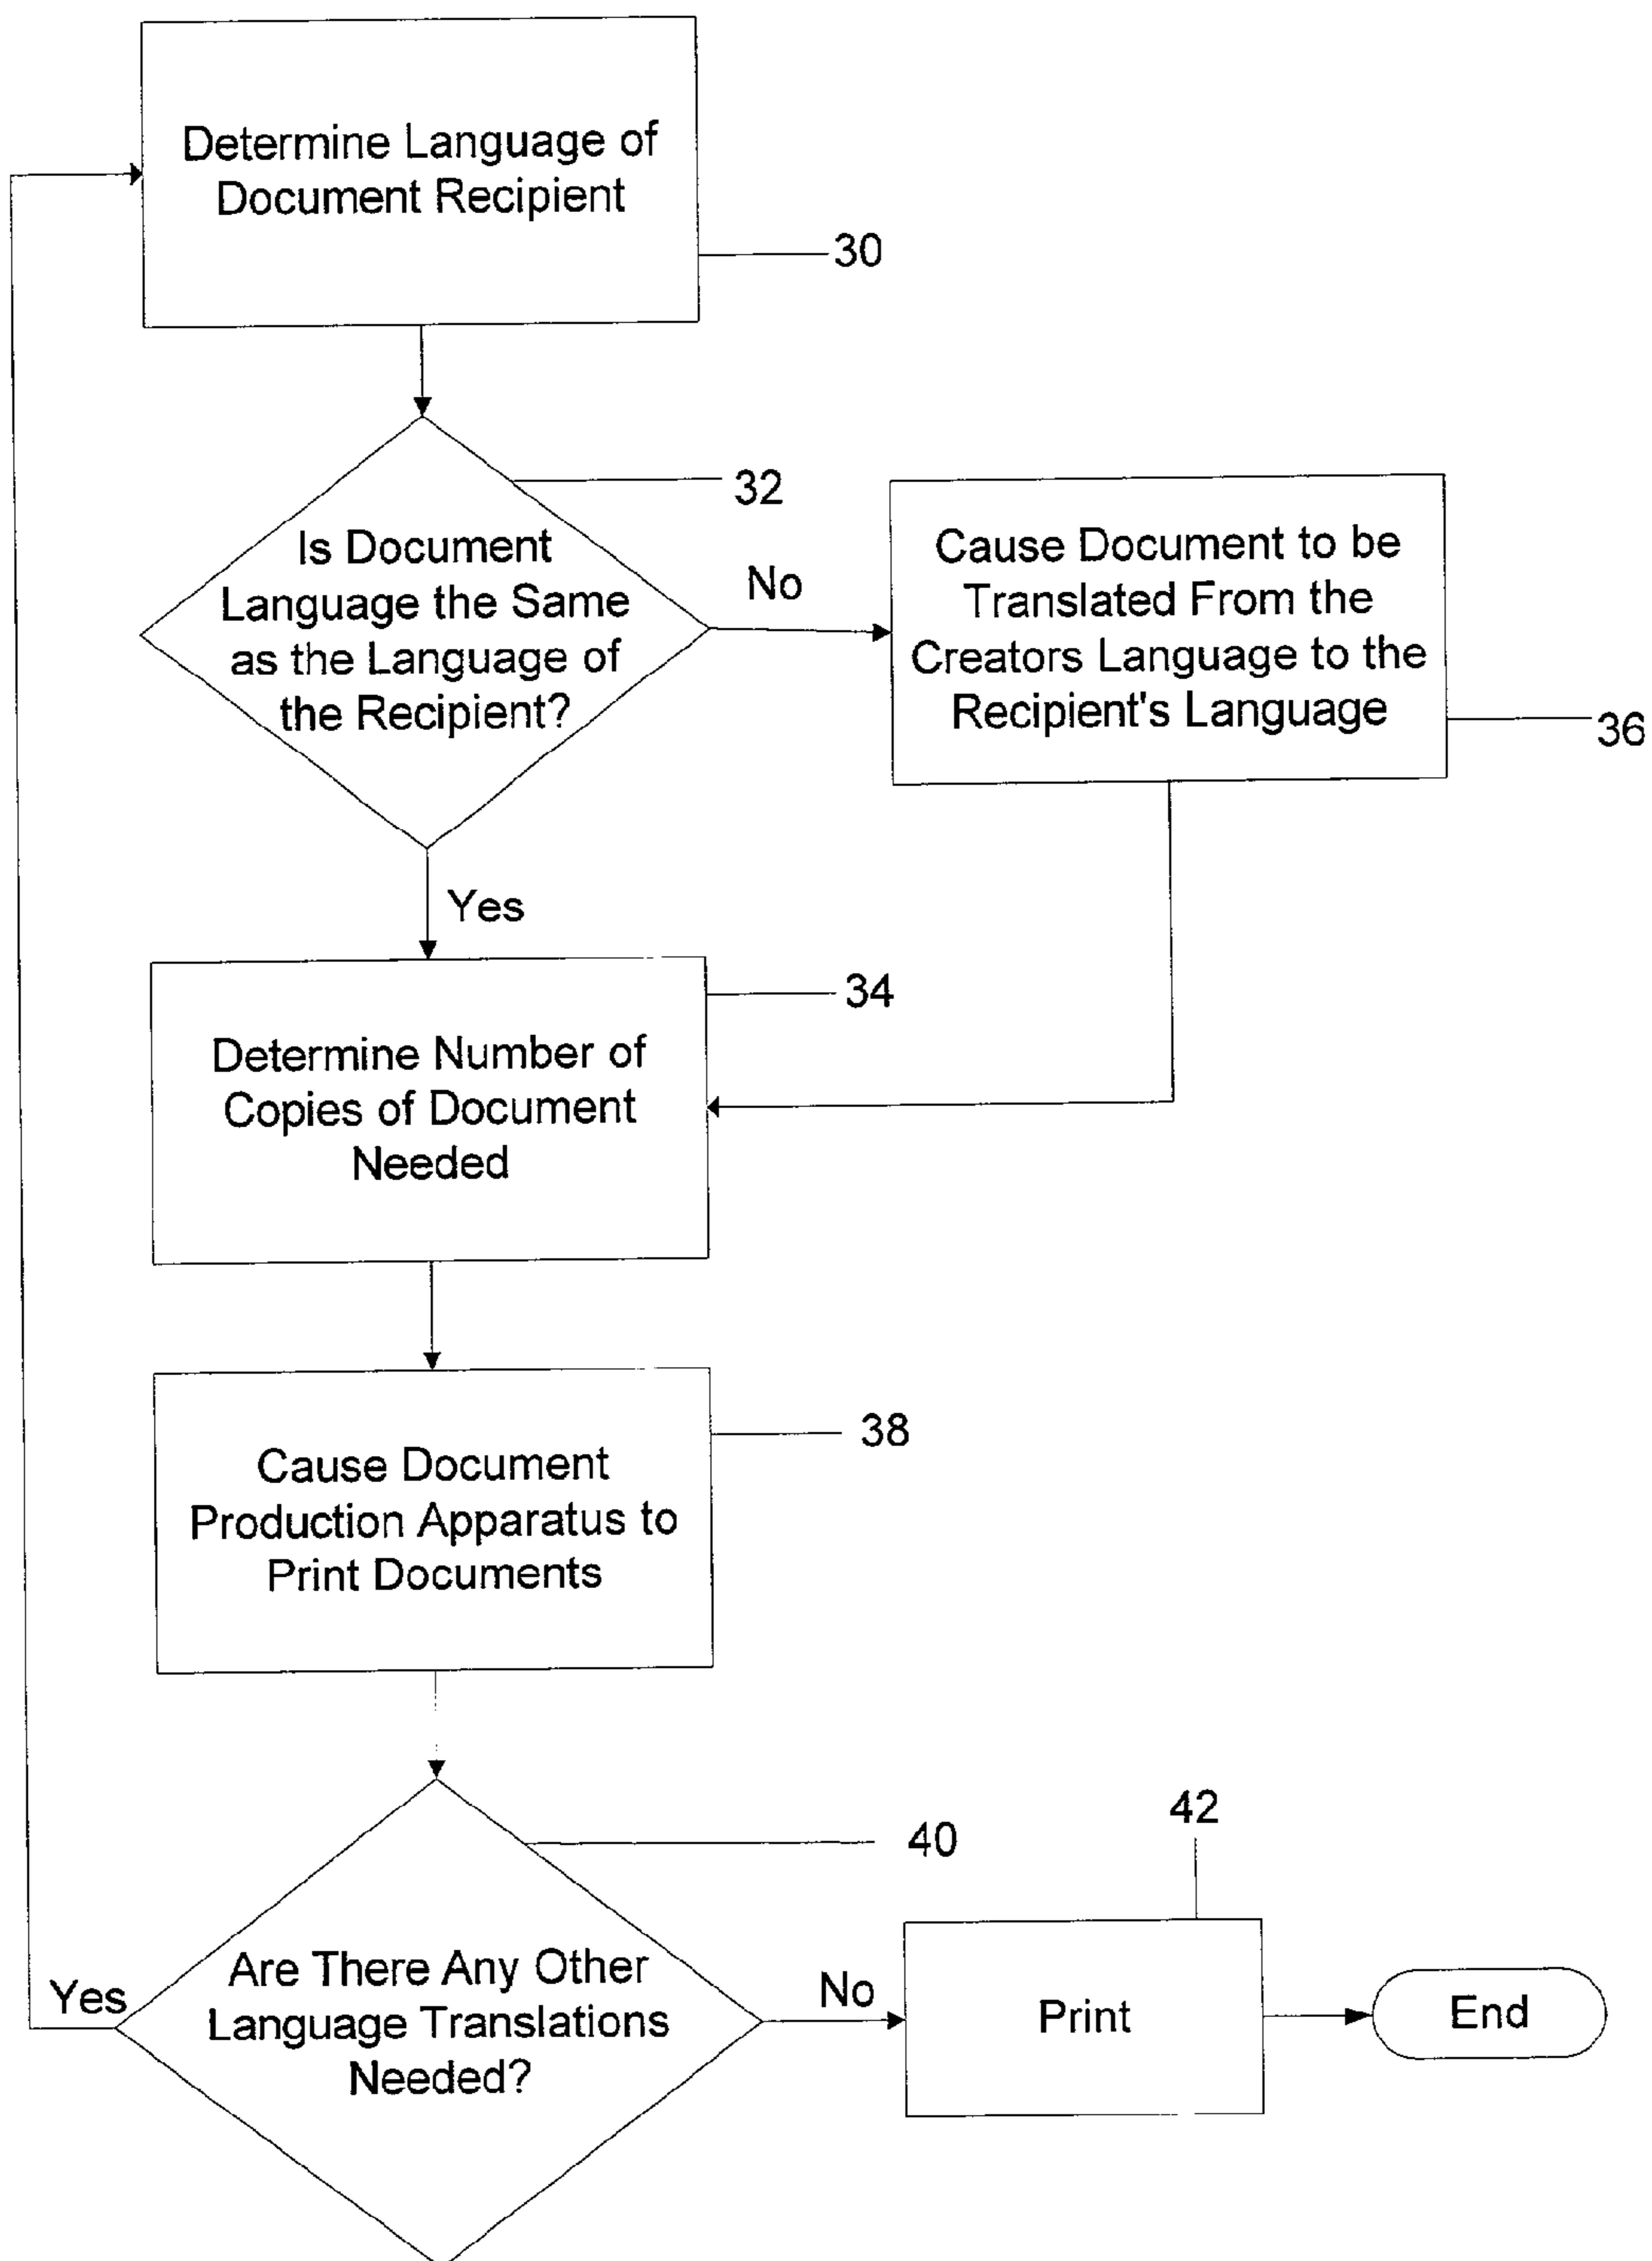 Determine Language of
Document Recipient
30
32
Is Document
Language the Same
as the Language of
the Recipient?
No
Cause Document to be
Translated From the
Creators Language to the
Recipient's Language
36
Yes
34
Determine Number of
Copies of Document
Needed
38
Cause Document
Production Apparatus to
Print Documents
40
42
Are There Any Other
Language Translations
Needed?
Yes
No
Print
End